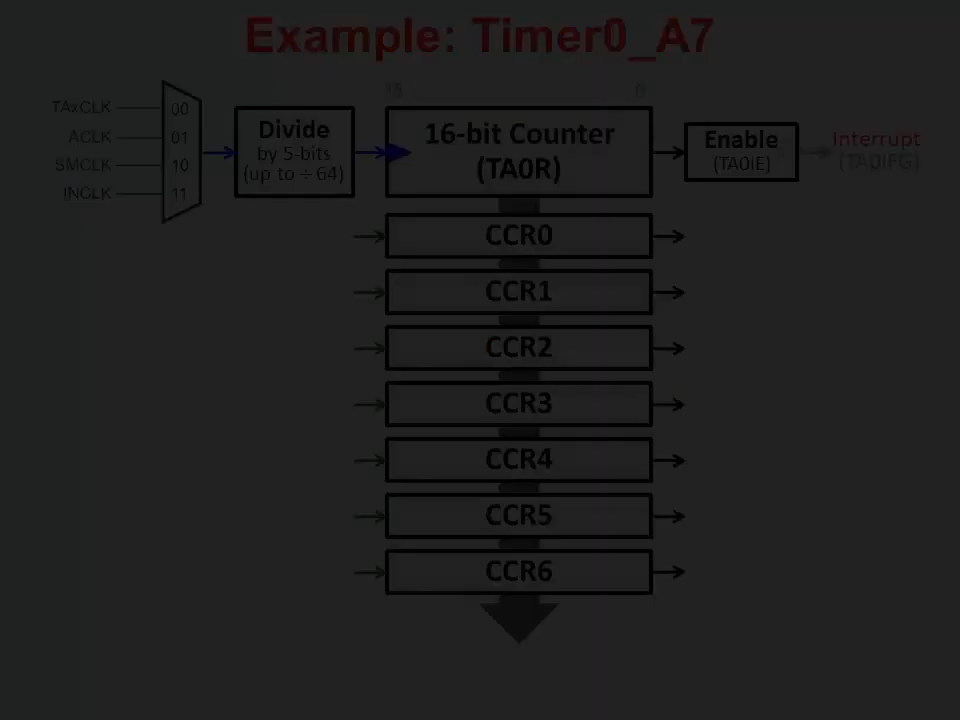 Example: Timer0_A7
15 0
TAxCLK 00
ACLK 01
SMCLK 10
INCLK 11
Divide
by 5-bits
(up to ÷64)
16-bit Counter
(TA0R)
Enable
(TA0IE)
Interrupt
(TA0IFG)
CCR0
CCR1
CCR2
CCR3
CCR4
CCR5
CCR6